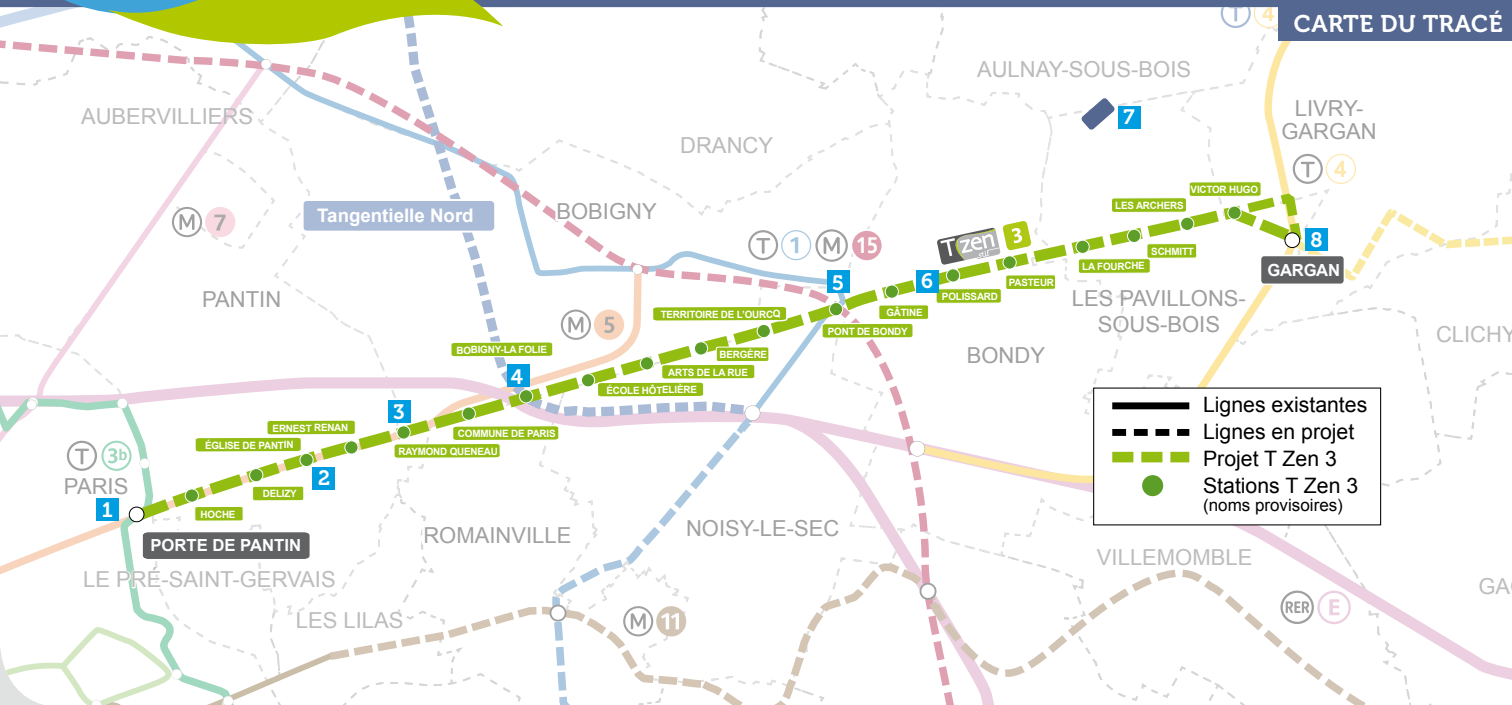 CARTE DU TRACÉ
T 4
AULNAY-SOUS-BOIS
AUBERVILLIERS
7
LIVRY-
GARGAN
DRANCY
T 4
VICTOR HUGO
LES ARCHERS
M 7
Tangentielle Nord
BOBIGNY
T 1 M 15
T zen 3
SCHMITT
8
LA FOURCHE
GARGAN
5
6
PASTEUR
POLISSARD
PANTIN
LES PAVILLONS-
SOUS-BOIS
GÂTINE
TERRITOIRE DE L'OURCQ
M 5
PONT DE BONDY
CLICHY
BOBIGNY-LA FOLIE
BERGÈRE
BONDY
ARTS DE LA RUE
4
ÉCOLE HÔTELIÈRE
3
ERNEST RENAN
COMMUNE DE PARIS
ÉGLISE DE PANTIN
RAYMOND QUENEAU
T 3b
PARIS
2
DELIZY
1
HOCHE
PORTE DE PANTIN
Lignes existantes
Lignes en projet
Projet T Zen 3
Stations T Zen 3
(noms provisoires)
ROMAINVILLE
NOISY-LE-SEC
VILLEMOMBLE
LE PRÉ-SAINT-GERVAIS
GAG
LES LILAS
M 11
RER E